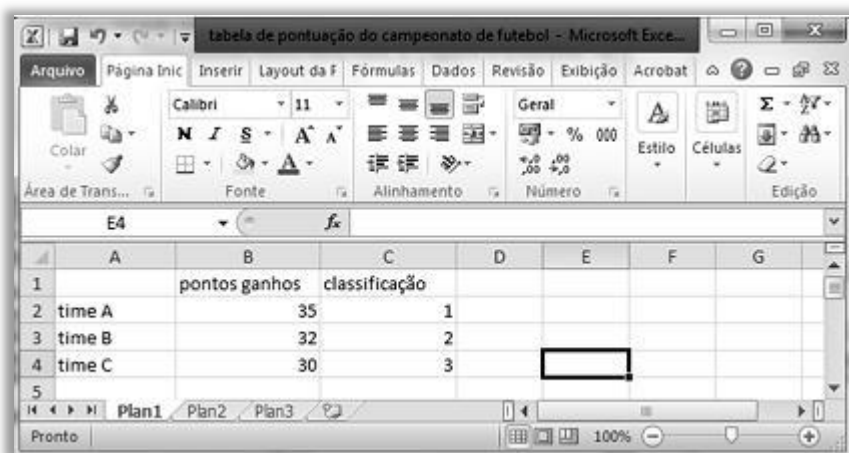 tabela de pontuação do campeonato de futebol - Microsoft Exce...
Arquivo Página Inic Inserir Layout da F Fórmulas Dados Revisão Exibição Acrobat
Colar Calibri 11 Geral Estilo Células
N I S A A % 000
Área de Trans... Fonte Alinhamento Número Edição
E4 fx
A B C D E F G
1 pontos ganhos classificação
2 time A 35 1
3 time B 32 2
4 time C 30 3
5
Plan1 Plan2 Plan3
Pronto 100%